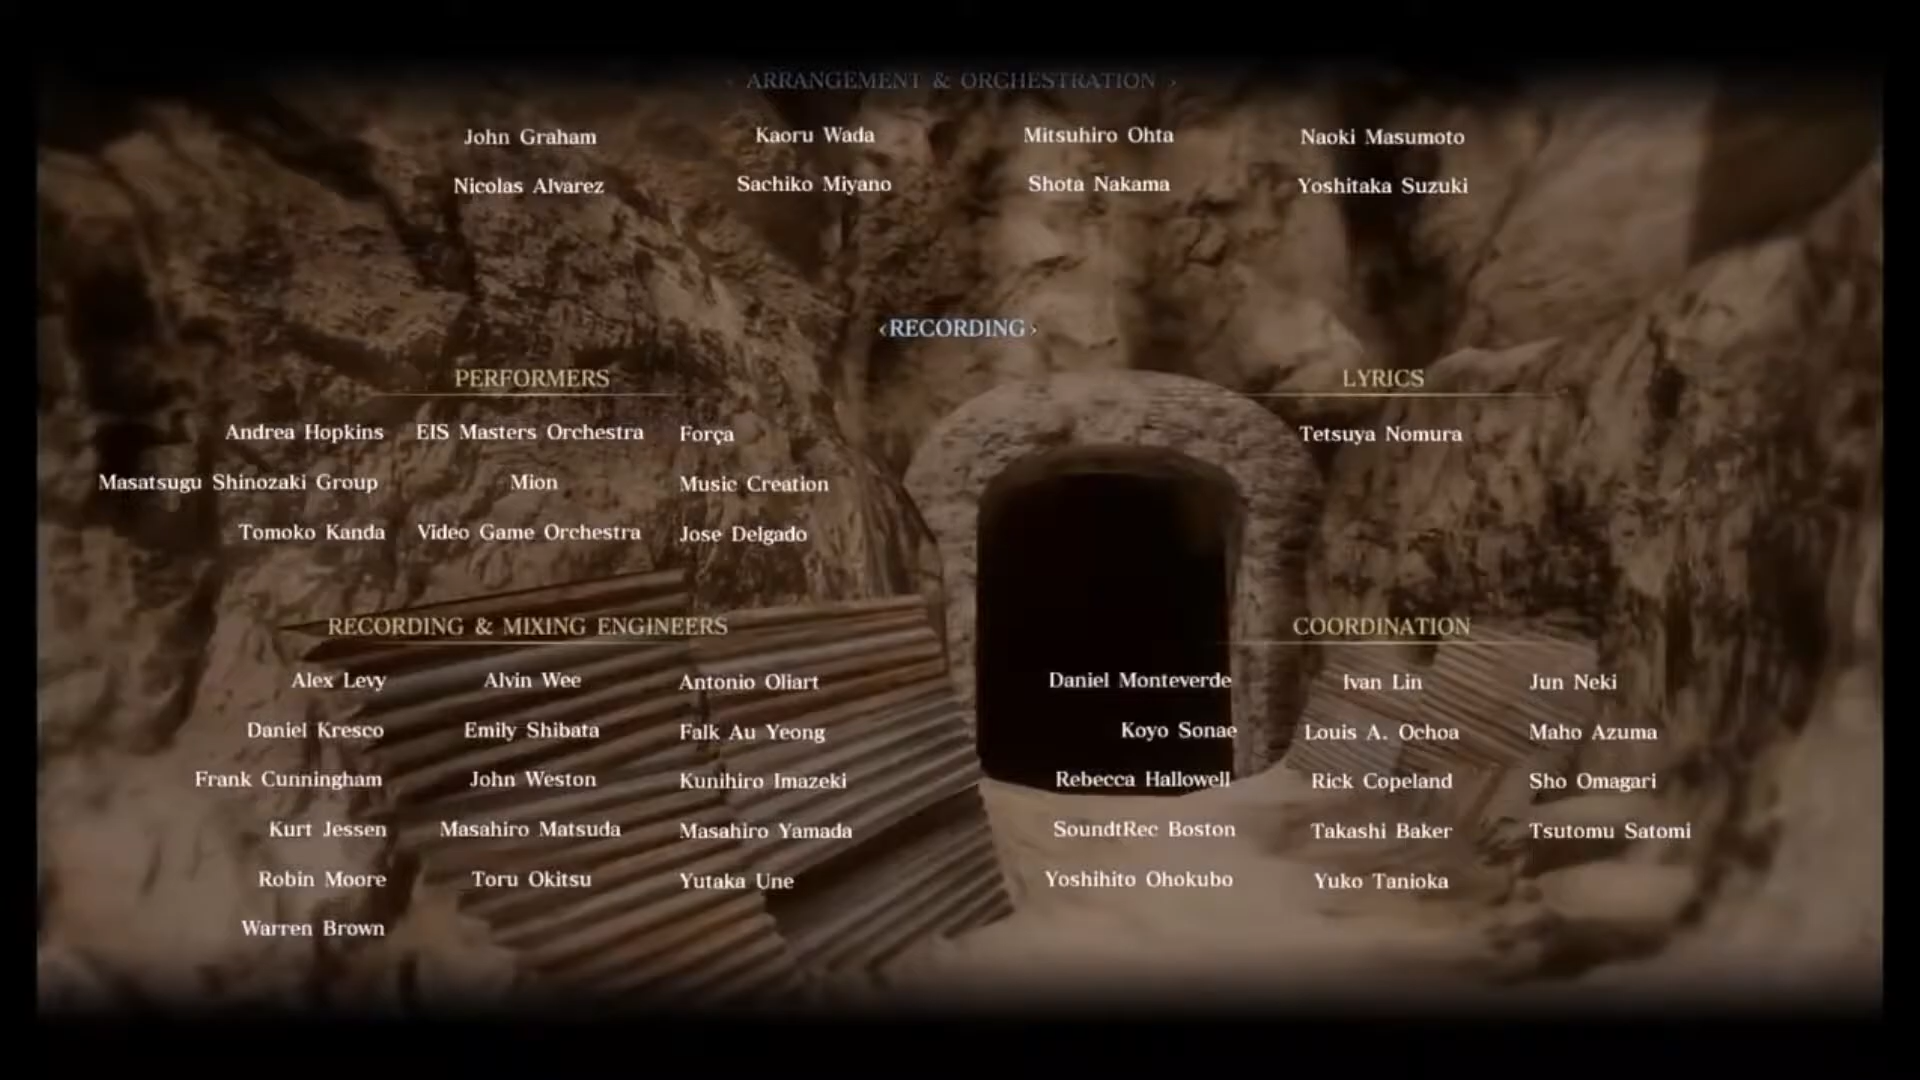 ‹ ARRANGEMENT & ORCHESTRATION ›
John Graham Kaoru Wada Mitsuhiro Ohta Naoki Masumoto
Nicolas Alvarez Sachiko Miyano Shota Nakama Yoshitaka Suzuki
‹RECORDING›
PERFORMERS
Andrea Hopkins EIS Masters Orchestra Força
Masatsugu Shinozaki Group Mion Music Creation
Tomoko Kanda Video Game Orchestra Jose Delgado
LYRICS
Tetsuya Nomura
RECORDING & MIXING ENGINEERS
Alex Levy Alvin Wee Antonio Oliart
Daniel Kresco Emily Shibata Falk Au Yeong
Frank Cunningham John Weston Kunihiro Imazeki
Kurt Jessen Masahiro Matsuda Masahiro Yamada
Robin Moore Toru Okitsu Yutaka Une
Warren Brown
COORDINATION
Daniel Monteverde Ivan Lin Jun Neki
Koyo Sonae Louis A. Ochoa Maho Azuma
Rebecca Hallowell Rick Copeland Sho Omagari
SoundtRec Boston Takashi Baker Tsutomu Satomi
Yoshihito Ohokubo Yuko Tanioka